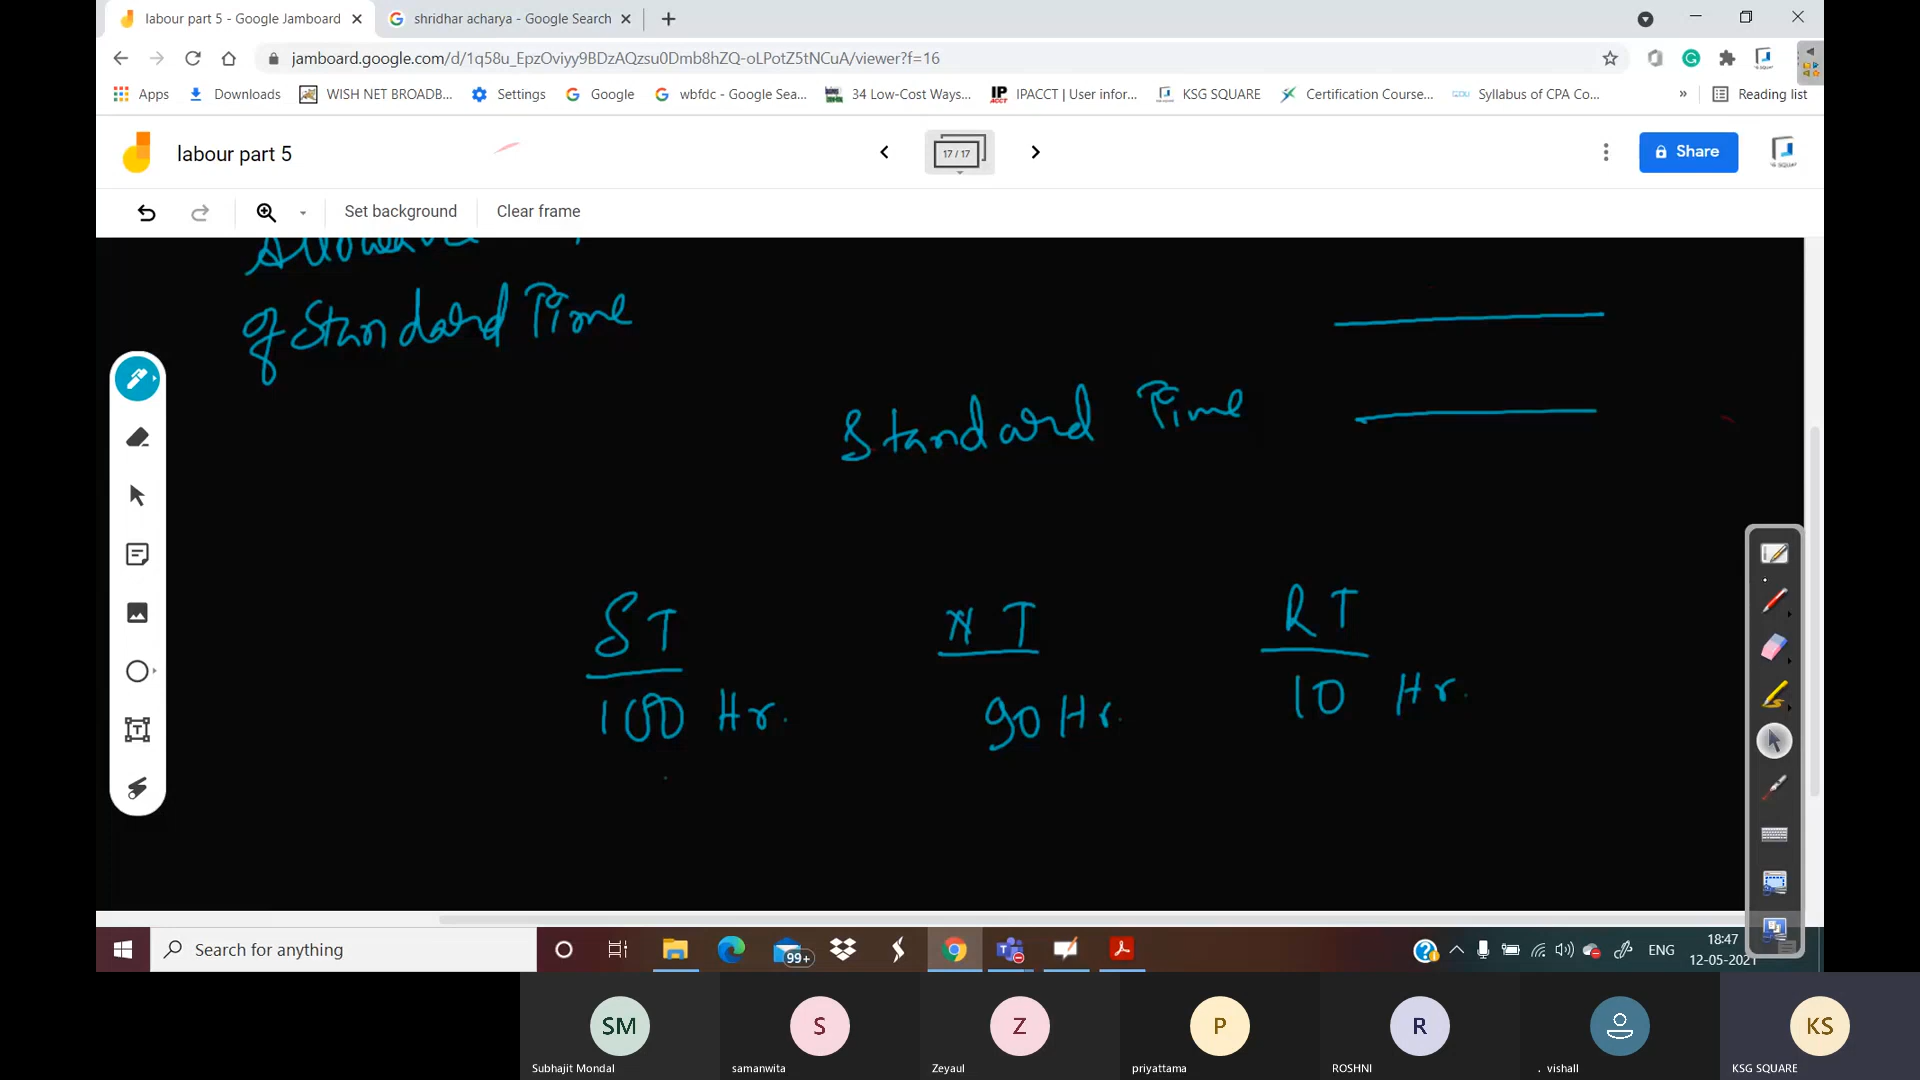 labour part 5 - Google Jamboard
shridhar acharya - Google Search
jamboard.google.com/d/1q58u_EpzOviyy9BDzAQzsu0Dmb8hZQ-oLPotZ5tNCuA/viewer?f=16
Apps Downloads WISH NET BROADB... Settings Google wbfdc - Google Sea... 34 Low-Cost Ways... IPACCT | User infor... KSG SQUARE Certification Course... Syllabus of CPA Co... » Reading list
labour part 5
17 / 17
Share
Set background Clear frame
of Standard Time
Standard Time
ST
NT
RT
100 Hr.
90 Hr.
10 Hr.
Search for anything
99+
ENG
18:47
12-05-2021
SM S Z P R KS
Subhajit Mondal samanwita Zeyaul priyattama ROSHNI . vishall KSG SQUARE